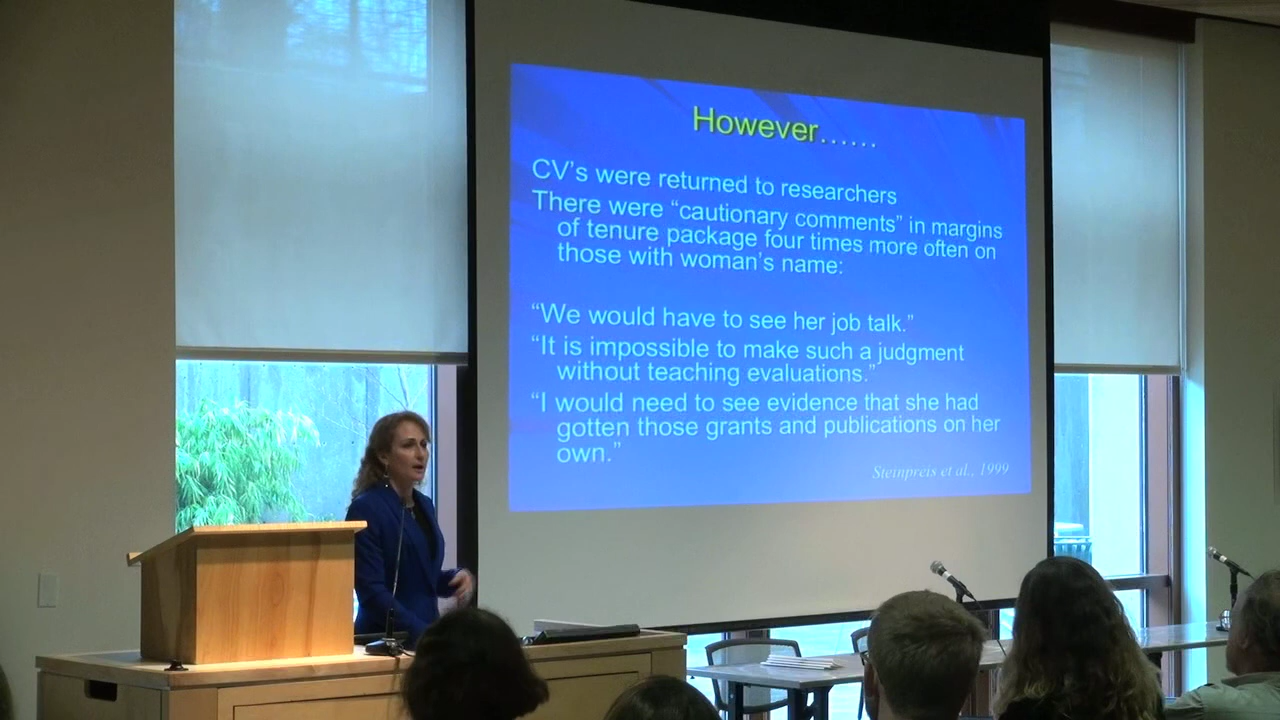 However......
CV's were returned to researchers
There were “cautionary comments” in margins
of tenure package four times more often on
those with woman's name:
“We would have to see her job talk.”
“It is impossible to make such a judgment
without teaching evaluations.”
“I would need to see evidence that she had
gotten those grants and publications on her
own.”
Steinpreis et al., 1999